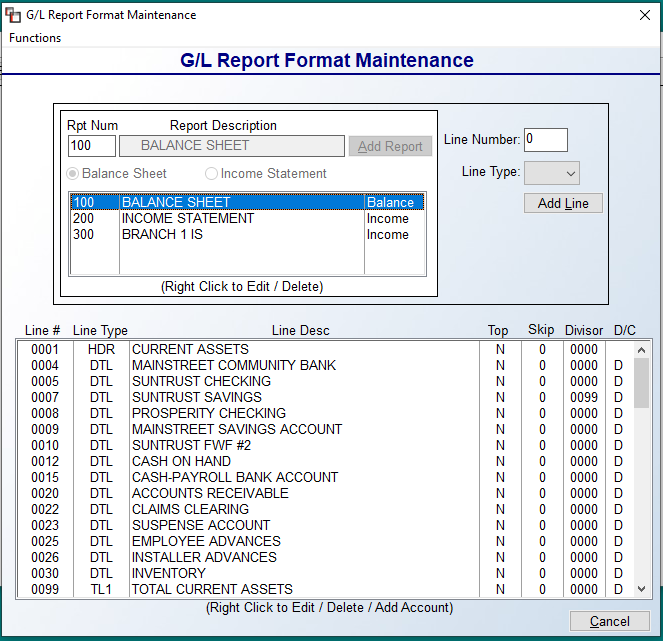 G/L Report Format Maintenance
Functions
G/L Report Format Maintenance
Rpt Num Report Description
100 BALANCE SHEET Add Report
Line Number: 0
Balance Sheet Income Statement
Line Type:
Add Line
100 BALANCE SHEET Balance
200 INCOME STATEMENT Income
300 BRANCH 1 IS Income
(Right Click to Edit / Delete)
Line # Line Type Line Desc Top Skip Divisor D/C
0001 HDR CURRENT ASSETS N 0 0000
0004 DTL MAINSTREET COMMUNITY BANK N 0 0000 D
0005 DTL SUNTRUST CHECKING N 0 0000 D
0007 DTL SUNTRUST SAVINGS N 0 0099 D
0008 DTL PROSPERITY CHECKING N 0 0000 D
0009 DTL MAINSTREET SAVINGS ACCOUNT N 0 0000 D
0010 DTL SUNTRUST FWF #2 N 0 0000 D
0012 DTL CASH ON HAND N 0 0000 D
0015 DTL CASH-PAYROLL BANK ACCOUNT N 0 0000 D
0020 DTL ACCOUNTS RECEIVABLE N 0 0000 D
0022 DTL CLAIMS CLEARING N 0 0000 D
0023 DTL SUSPENSE ACCOUNT N 0 0000 D
0025 DTL EMPLOYEE ADVANCES N 0 0000 D
0026 DTL INSTALLER ADVANCES N 0 0000 D
0030 DTL INVENTORY N 0 0000 D
0099 TL1 TOTAL CURRENT ASSETS N 0 0000 D
(Right Click to Edit / Delete / Add Account)
Cancel